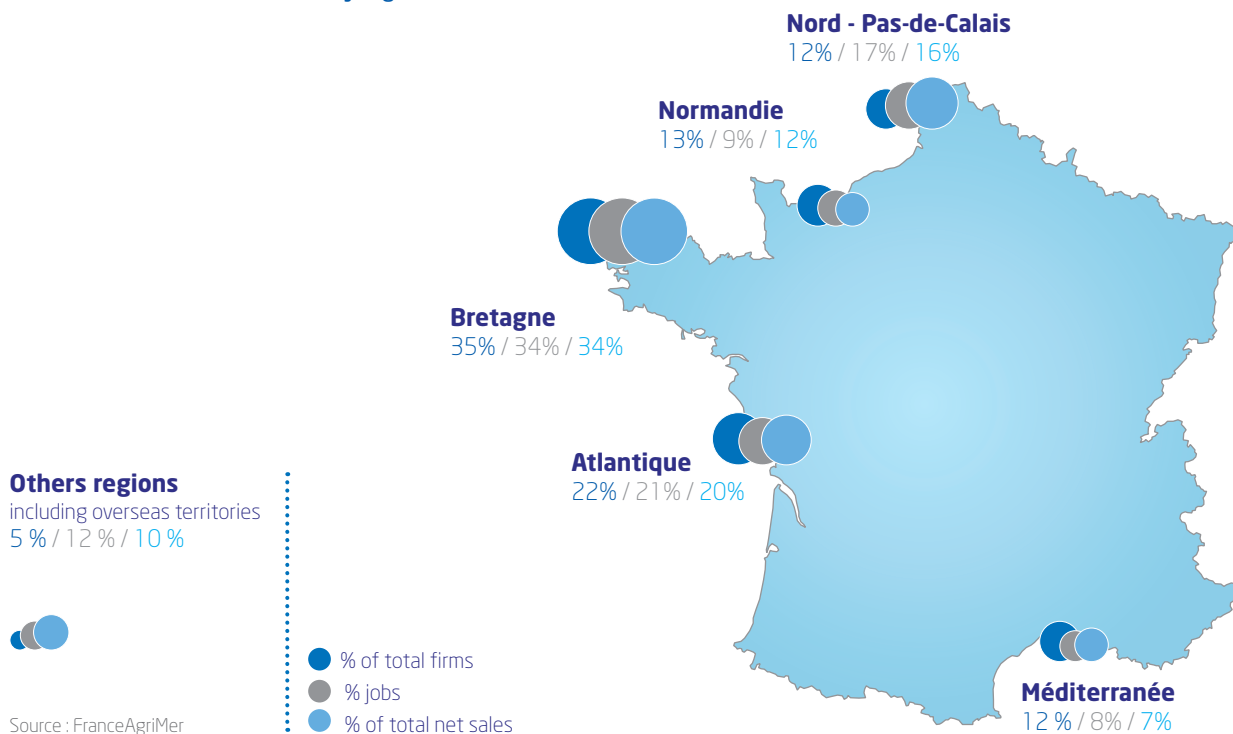 Nord - Pas-de-Calais
12% / 17% / 16%
Normandie
13% / 9% / 12%
Bretagne
35% / 34% / 34%
Atlantique
22% / 21% / 20%
Others regions
including overseas territories
5 % / 12 % / 10 %
% of total firms
% jobs
% of total net sales
Source : FranceAgriMer
Méditerranée
12 % / 8% / 7%